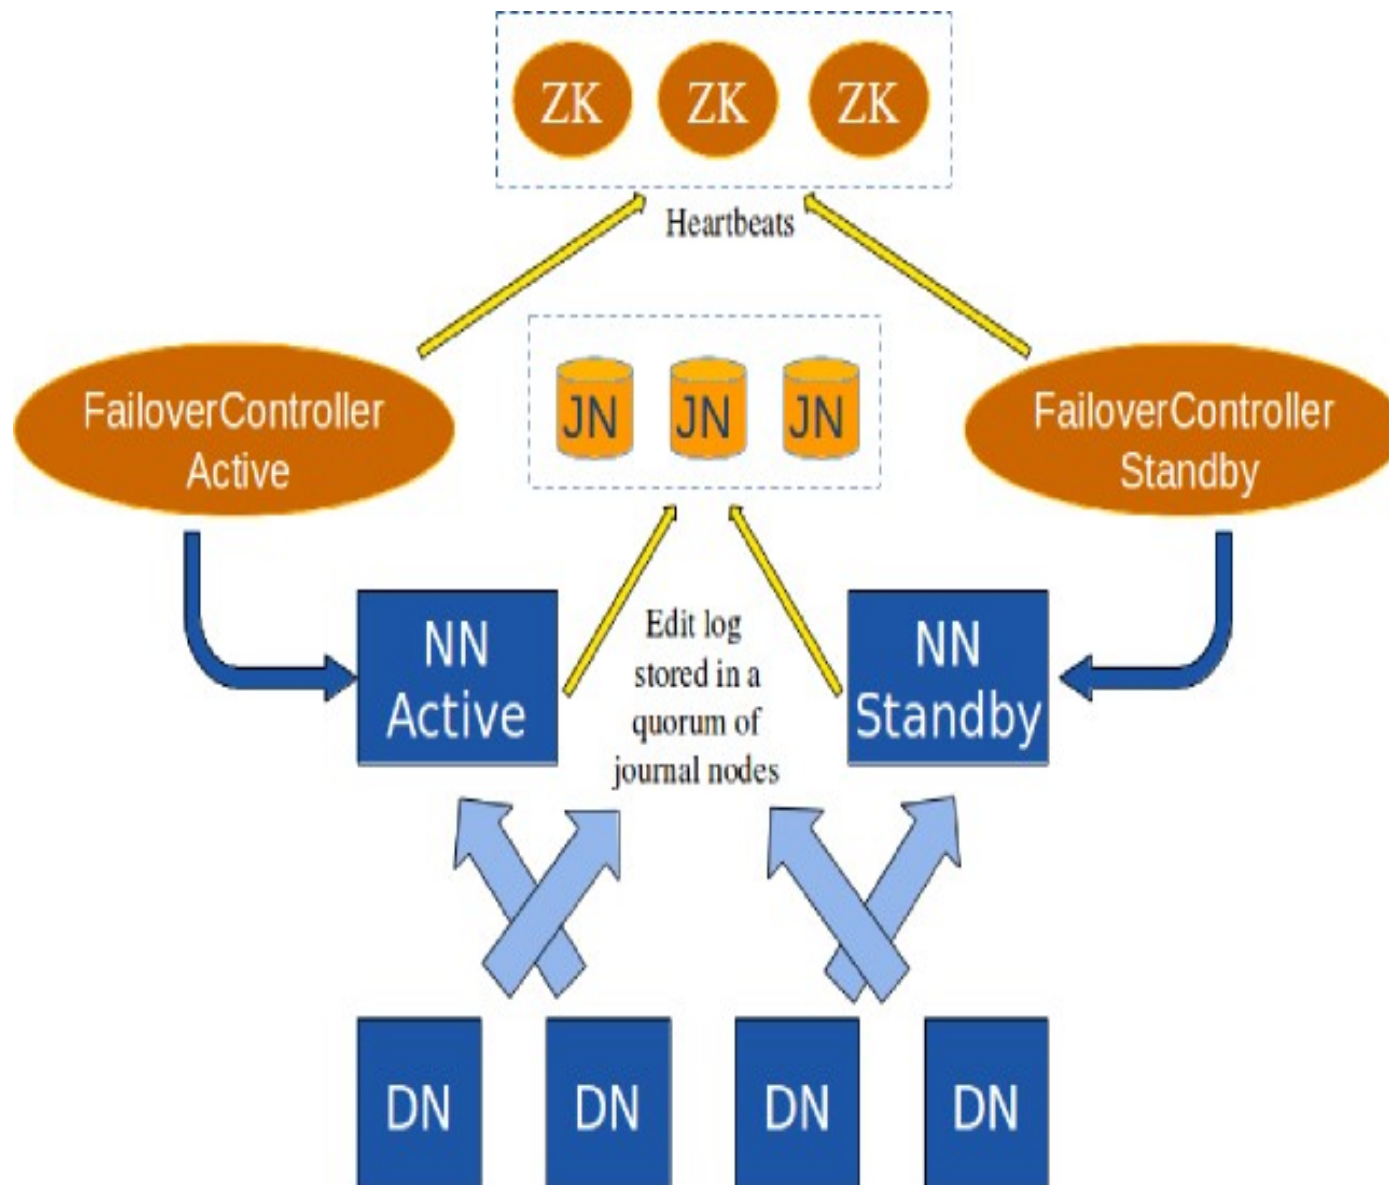 ZK ZK ZK
Heartbeats
JN JN JN
FailoverController
Active
FailoverController
Standby
NN
Active
Edit log
stored in a
quorum of
journal nodes
NN
Standby
DN DN DN DN